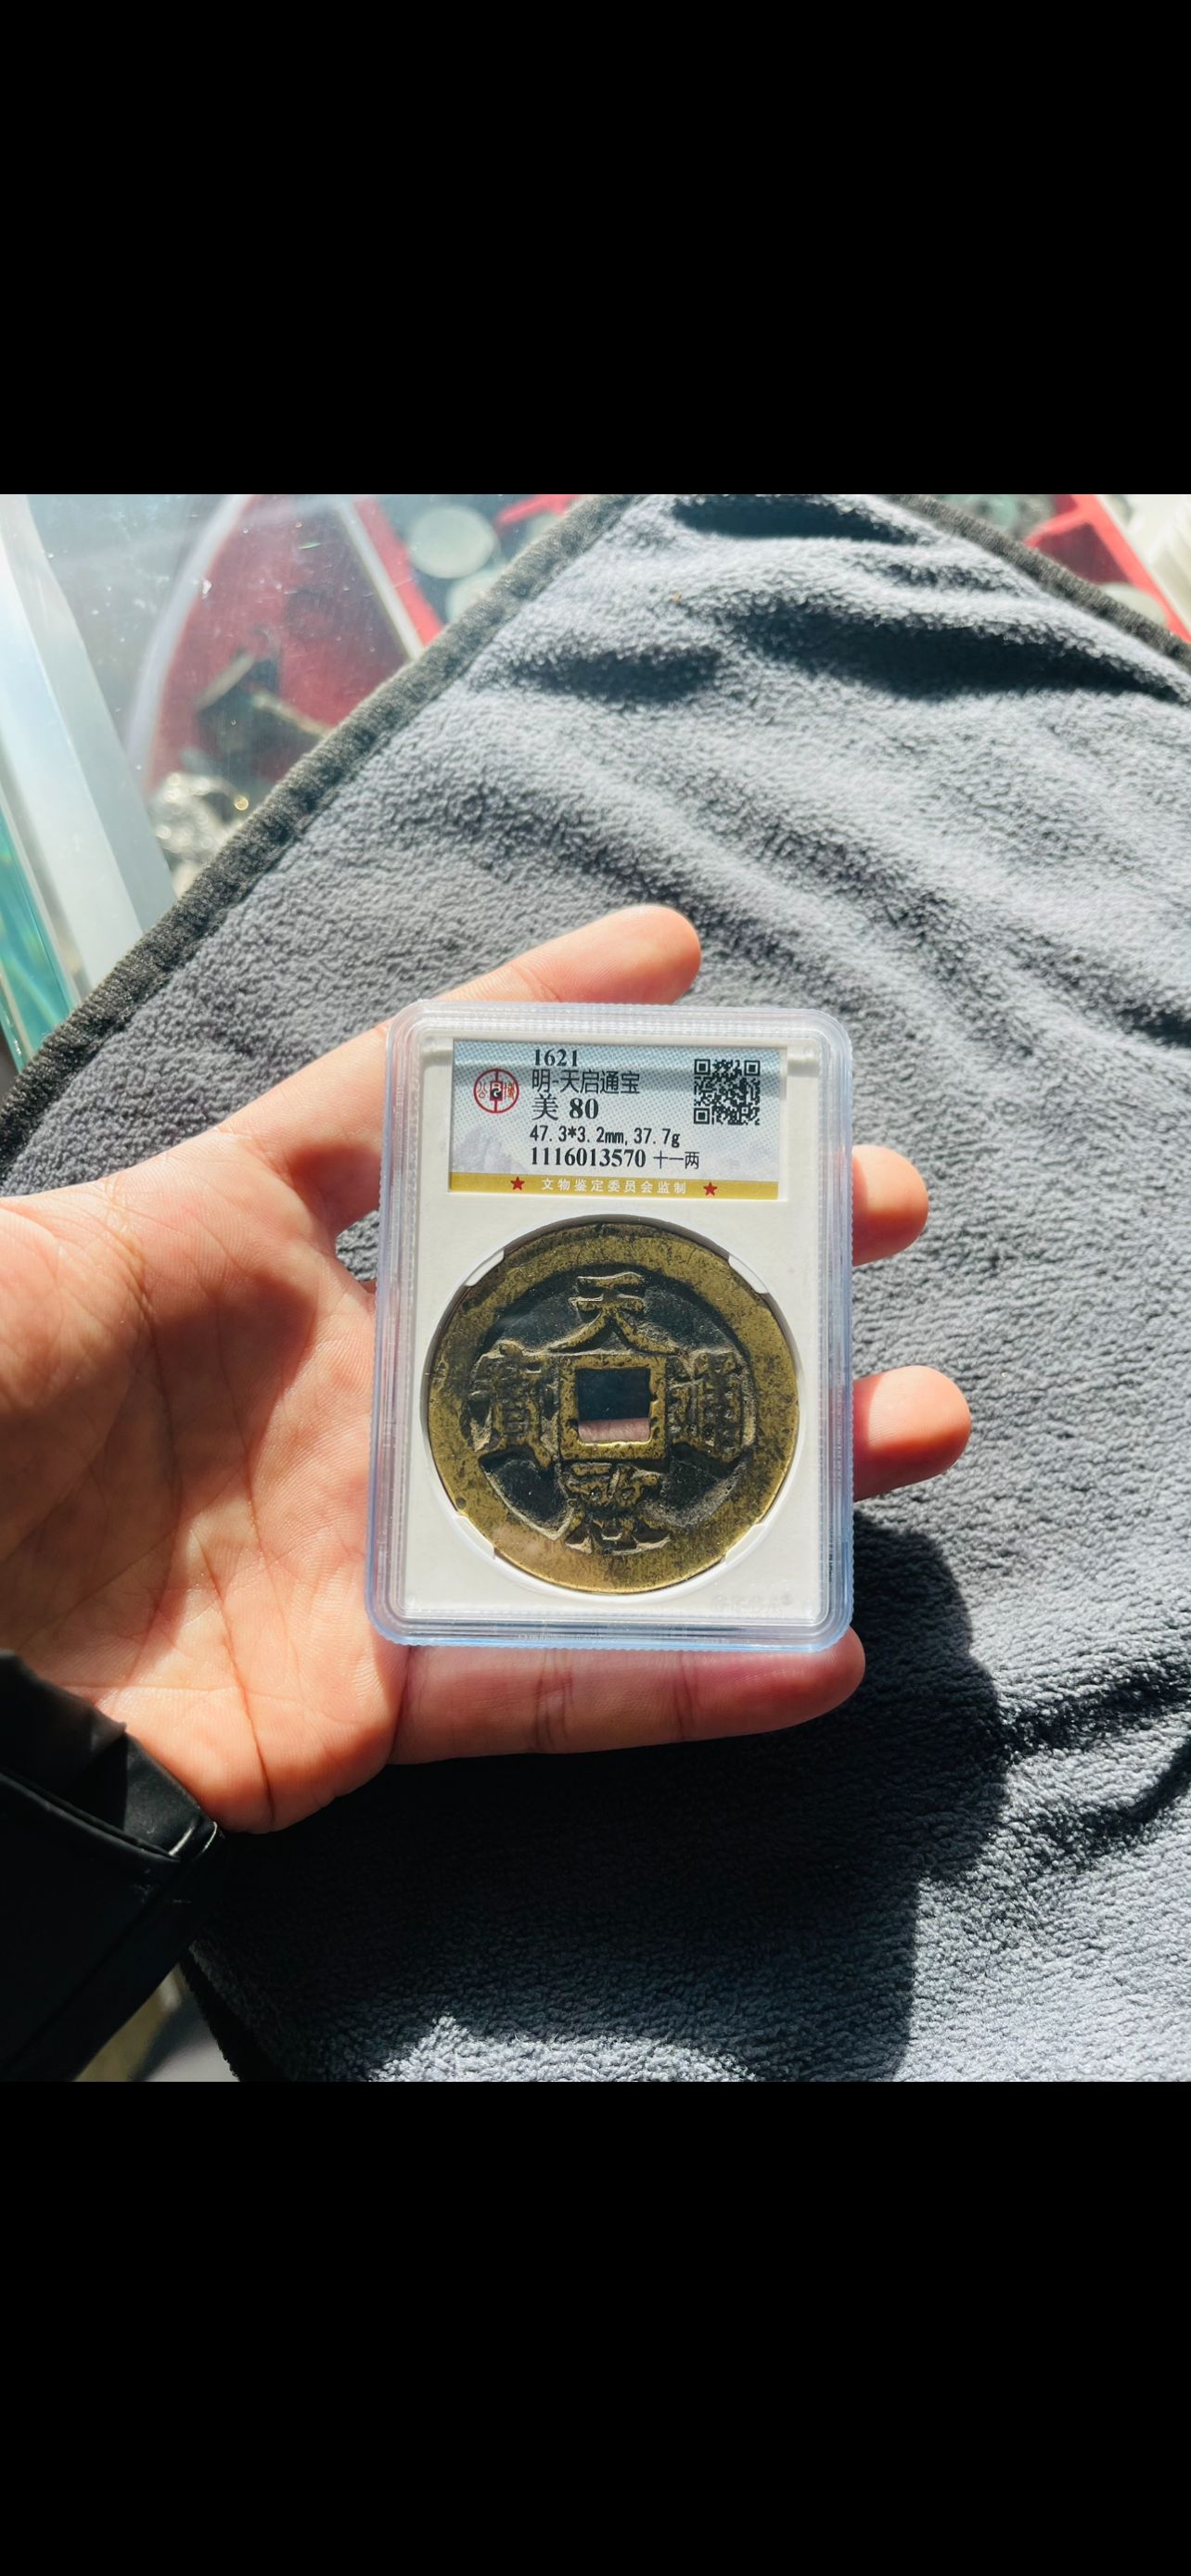 1621
明-天启通宝
美 80
47.3*3.2mm,37.7g
1116013570 十一两
★ 文物鉴定委员会监制 ★
天
寶 通
啟